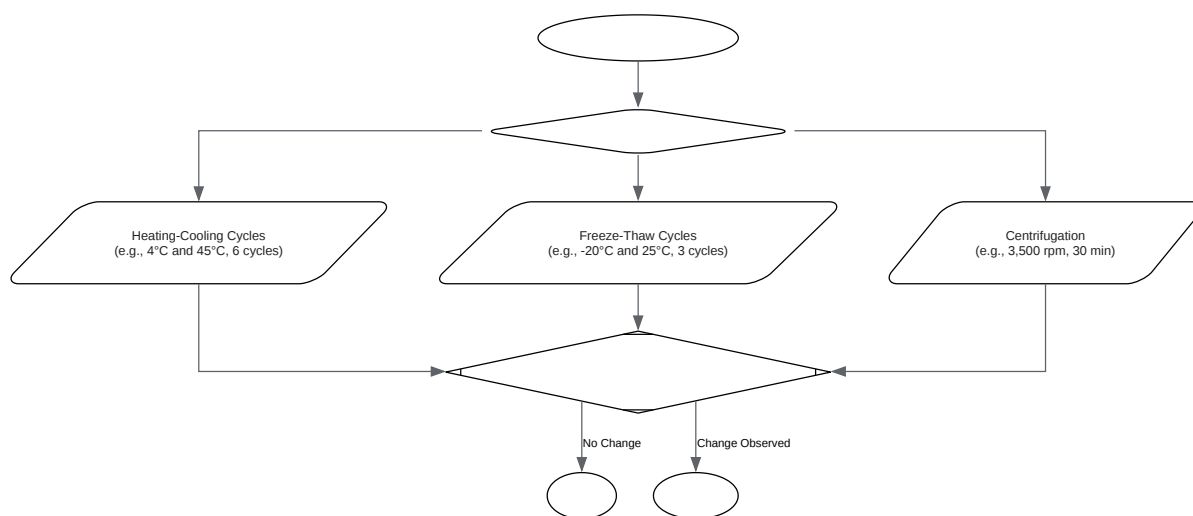 Heating-Cooling Cycles
(e.g., 4°C and 45°C, 6 cycles)
Freeze-Thaw Cycles
(e.g., -20°C and 25°C, 3 cycles)
Centrifugation
(e.g., 3,500 rpm, 30 min)
No Change
Change Observed